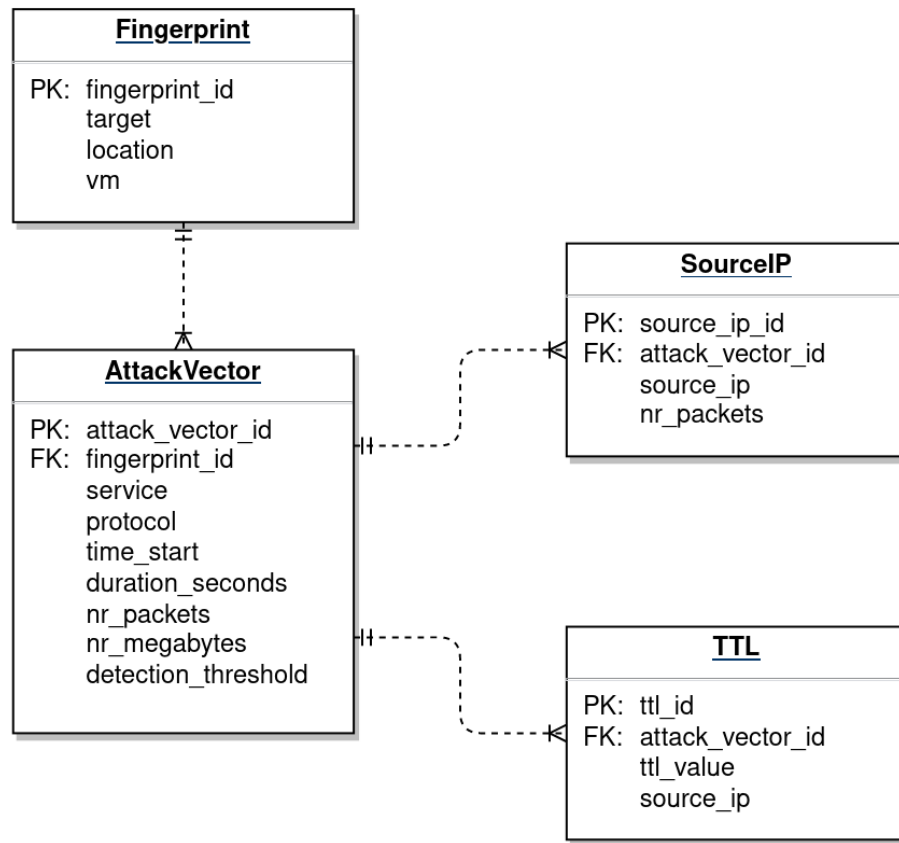 Fingerprint
PK: fingerprint_id
target
location
vm
AttackVector
PK: attack_vector_id
FK: fingerprint_id
service
protocol
time_start
duration_seconds
nr_packets
nr_megabytes
detection_threshold
SourceIP
PK: source_ip_id
FK: attack_vector_id
source_ip
nr_packets
TTL
PK: ttl_id
FK: attack_vector_id
ttl_value
source_ip